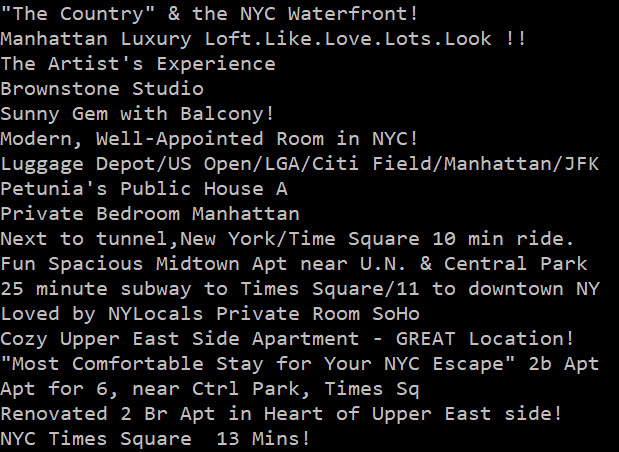 "The Country" & the NYC Waterfront!
Manhattan Luxury Loft.Like.Love.Lots.Look !!
The Artist's Experience
Brownstone Studio
Sunny Gem with Balcony!
Modern, Well-Appointed Room in NYC!
Luggage Depot/US Open/LGA/Citi Field/Manhattan/JFK
Petunia's Public House A
Private Bedroom Manhattan
Next to tunnel,New York/Time Square 10 min ride.
Fun Spacious Midtown Apt near U.N. & Central Park
25 minute subway to Times Square/11 to downtown NY
Loved by NYLocals Private Room SoHo
Cozy Upper East Side Apartment - GREAT Location!
"Most Comfortable Stay for Your NYC Escape" 2b Apt
Apt for 6, near Ctrl Park, Times Sq
Renovated 2 Br Apt in Heart of Upper East side!
NYC Times Square  13 Mins!